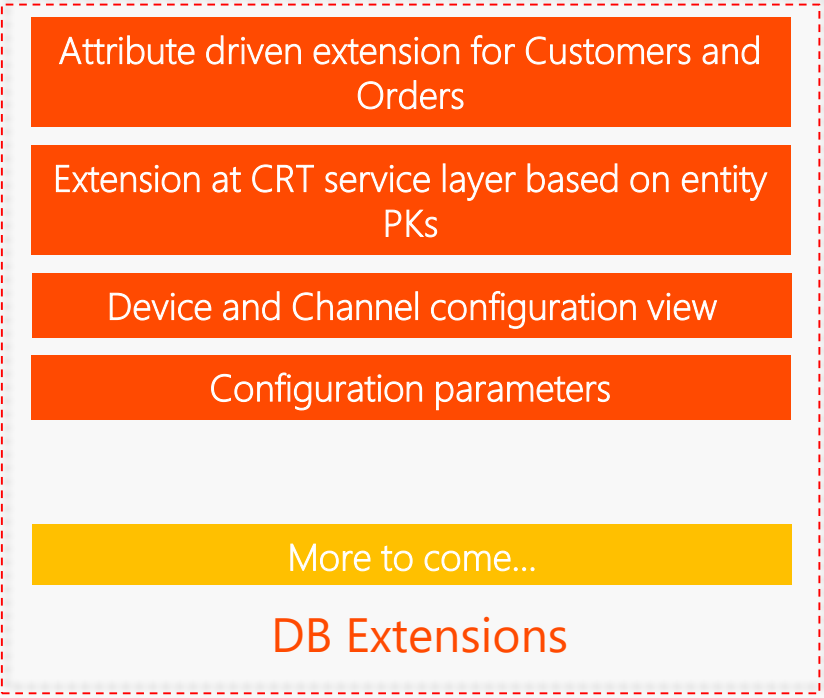 Attribute driven extension for Customers and
Orders
Extension at CRT service layer based on entity
PKs
Device and Channel configuration view
Configuration parameters
More to come...
DB Extensions